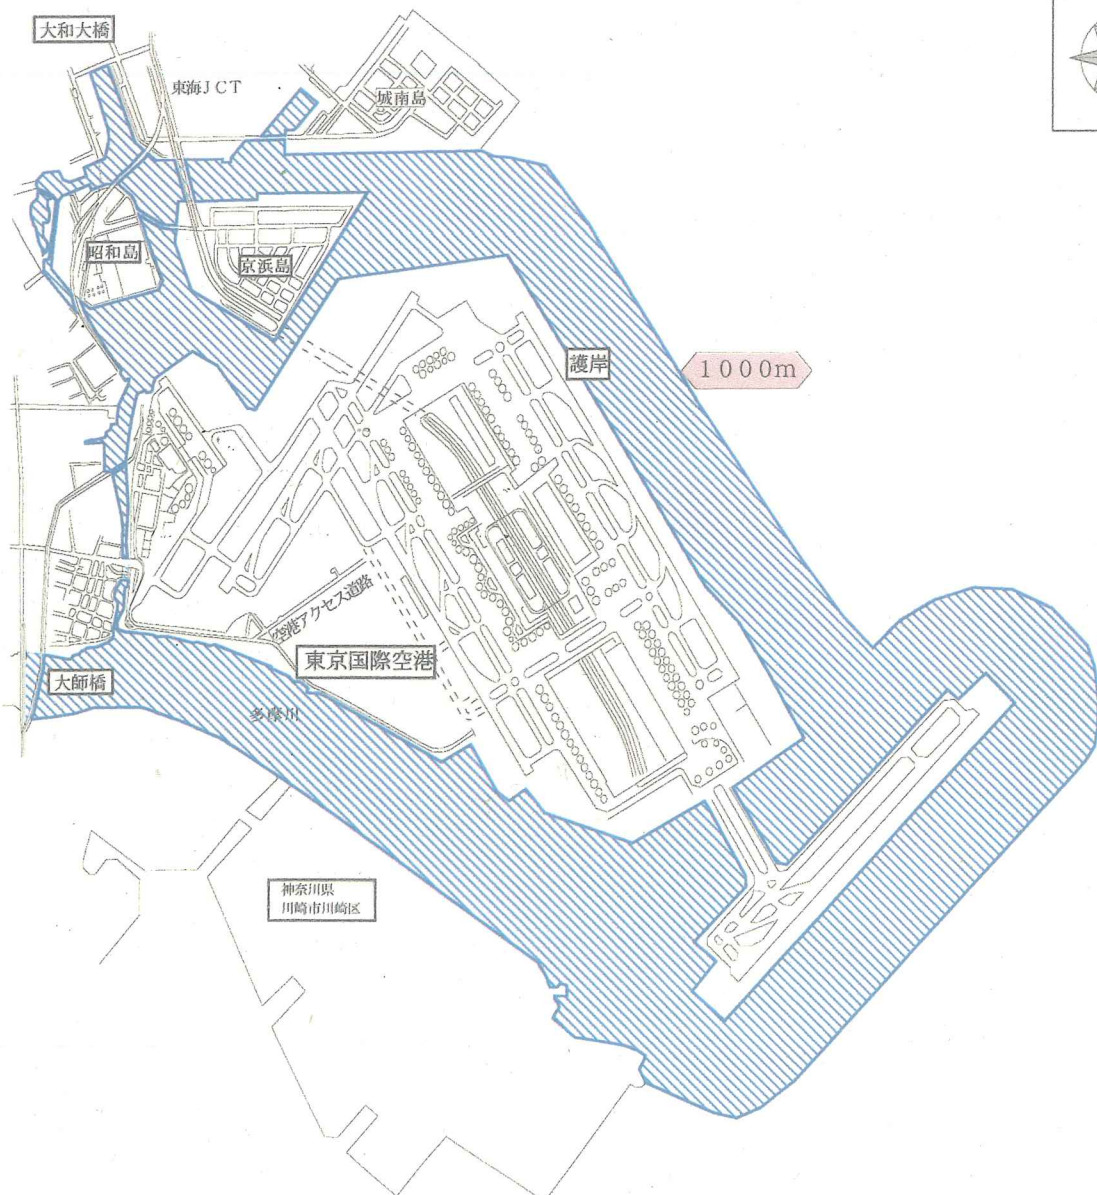 大和大橋
東海JCT
城南島
昭和島
京浜島
護岸
1000m
空港アクセス道路
東京国際空港
大師橋
多摩川
神奈川県
川崎市川崎区